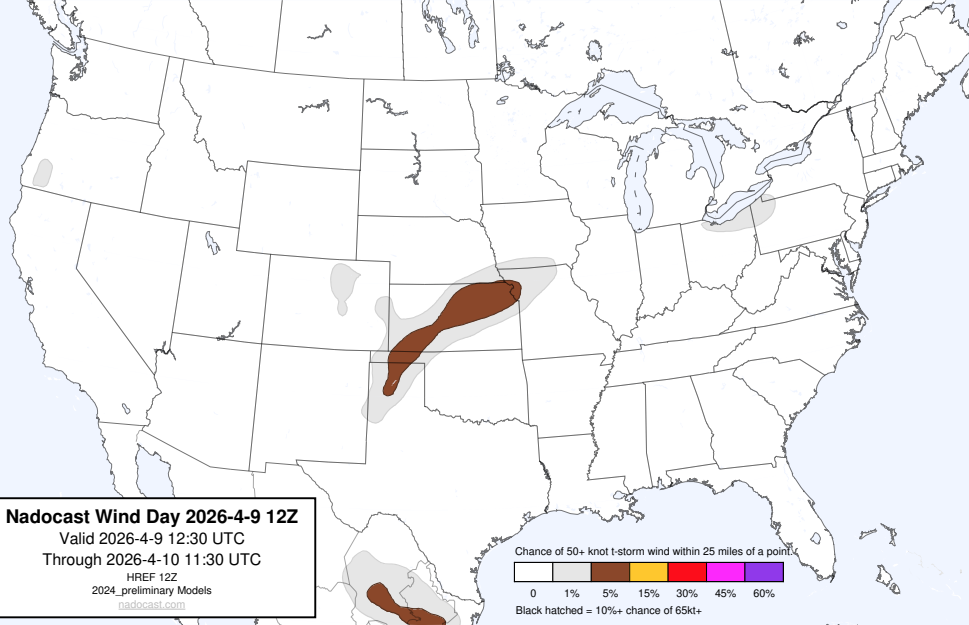 Nadocast Wind Day 2026-4-9 12Z
Valid 2026-4-9 12:30 UTC
Through 2026-4-10 11:30 UTC
HREF 12Z
2024_preliminary Models
nadocast.com
Chance of 50+ knot t-storm wind within 25 miles of a point.
0 1% 5% 15% 30% 45% 60%
Black hatched = 10%+ chance of 65kt+